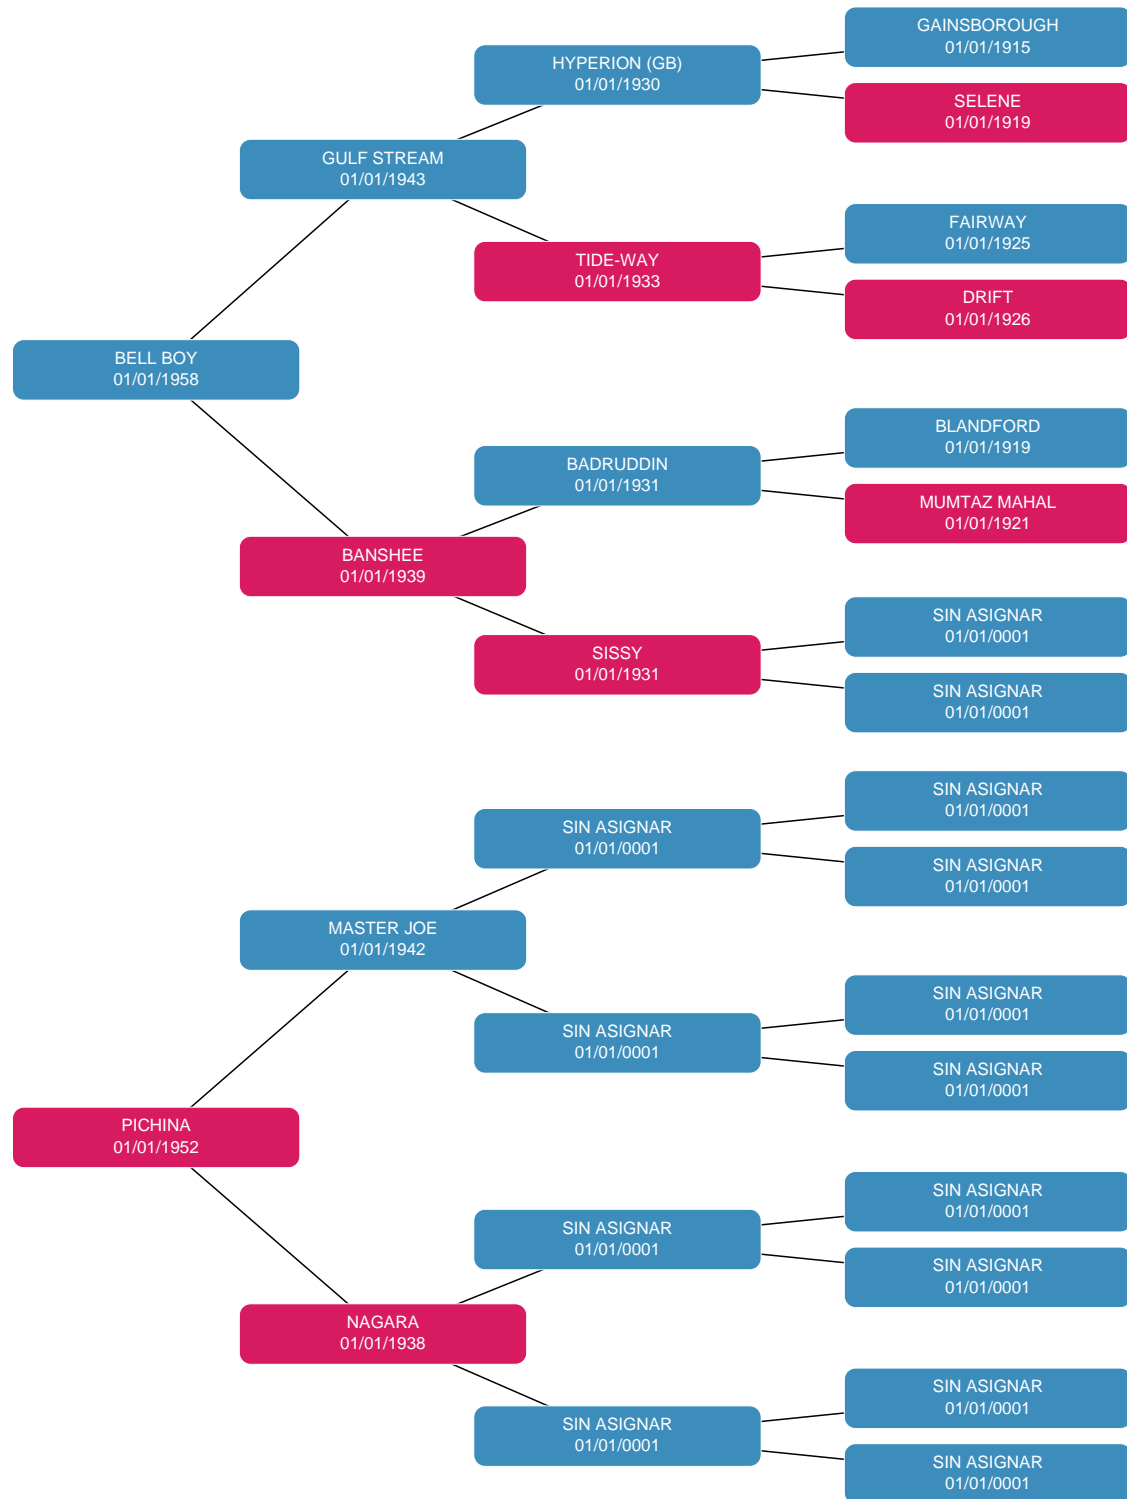 GAINSBOROUGH
01/01/1915
HYPERION (GB)
01/01/1930
SELENE
01/01/1919
GULF STREAM
01/01/1943
FAIRWAY
01/01/1925
TIDE-WAY
01/01/1933
DRIFT
01/01/1926
BELL BOY
01/01/1958
BLANDFORD
01/01/1919
BADRUDDIN
01/01/1931
MUMTAZ MAHAL
01/01/1921
BANSHEE
01/01/1939
SIN ASIGNAR
01/01/0001
SISSY
01/01/1931
SIN ASIGNAR
01/01/0001
SIN ASIGNAR
01/01/0001
SIN ASIGNAR
01/01/0001
SIN ASIGNAR
01/01/0001
MASTER JOE
01/01/1942
SIN ASIGNAR
01/01/0001
SIN ASIGNAR
01/01/0001
SIN ASIGNAR
01/01/0001
PICHINA
01/01/1952
SIN ASIGNAR
01/01/0001
SIN ASIGNAR
01/01/0001
SIN ASIGNAR
01/01/0001
NAGARA
01/01/1938
SIN ASIGNAR
01/01/0001
SIN ASIGNAR
01/01/0001
SIN ASIGNAR
01/01/0001